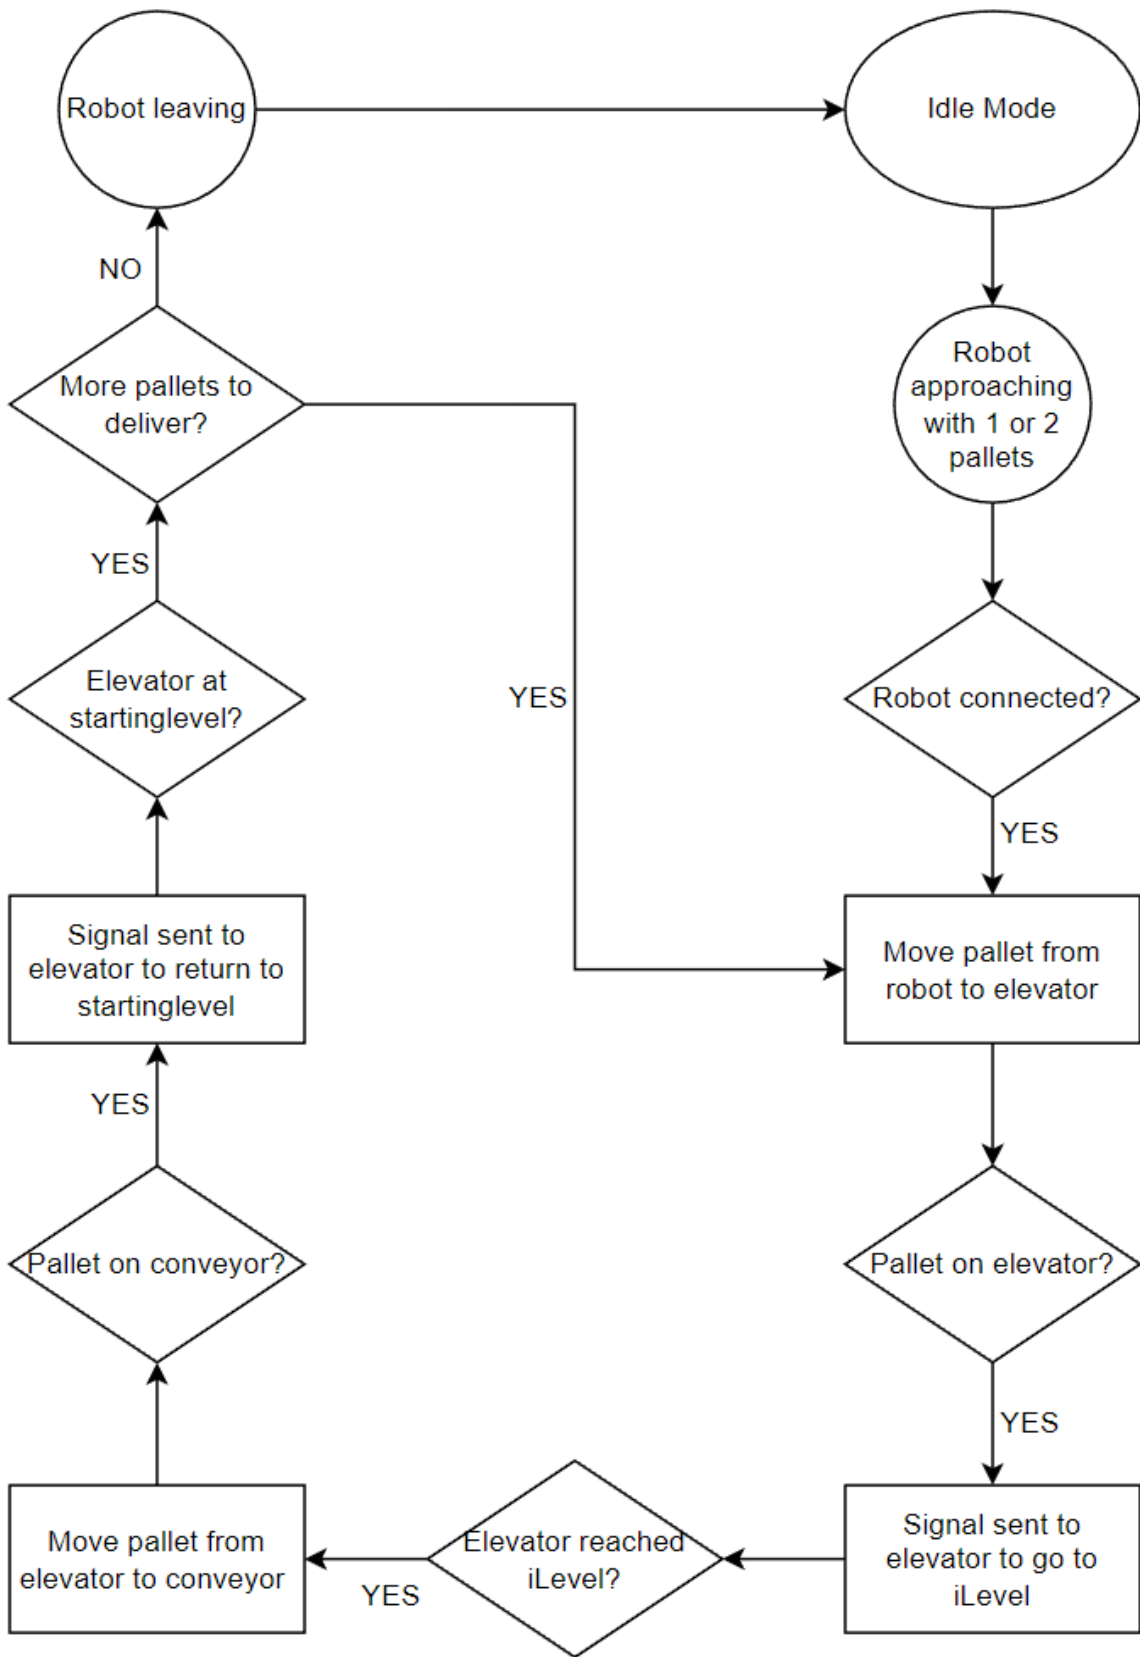 Robot leaving
Idle Mode
NO
Robot
approaching
with 1 or 2
pallets
More pallets to
deliver?
YES
Elevator at
startinglevel?
YES
Robot connected?
YES
Signal sent to
elevator to return to
startinglevel
Move pallet from
robot to elevator
YES
Pallet on conveyor?
Pallet on elevator?
YES
Move pallet from
elevator to conveyor
YES
Elevator reached
iLevel?
Signal sent to
elevator to go to
iLevel